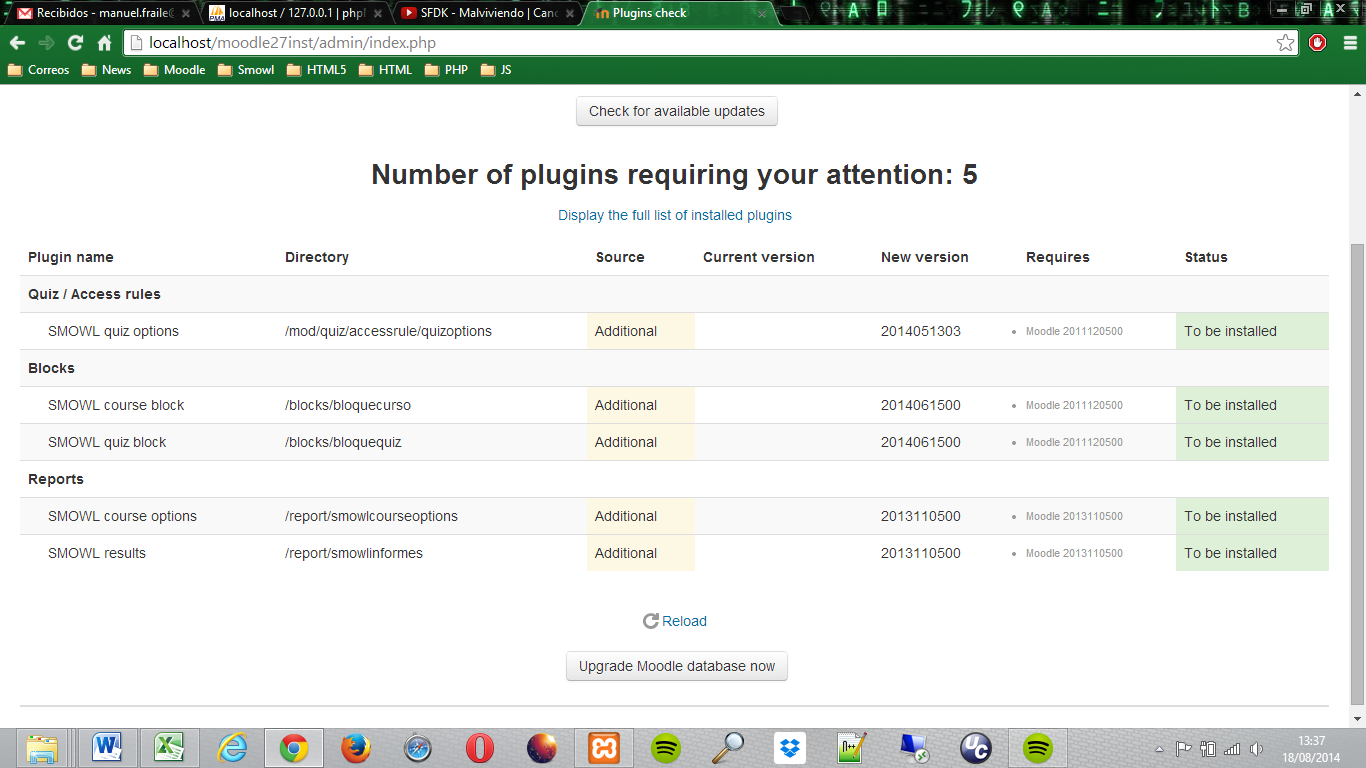 Recibidos - manuel.fraile@
localhost / 127.0.0.1 | phpl
SFDK - Malviviendo | Canc
Plugins check
localhost/moodle27inst/admin/index.php
Correos News Moodle Smowl HTML5 HTML PHP JS
Check for available updates
Number of plugins requiring your attention: 5
Display the full list of installed plugins
Plugin name Directory Source Current version New version Requires Status
Quiz / Access rules
SMOWL quiz options /mod/quiz/accessrule/quizoptions Additional 2014051303 Moodle 2011120500 To be installed
Blocks
SMOWL course block /blocks/bloquecurso Additional 2014061500 Moodle 2011120500 To be installed
SMOWL quiz block /blocks/bloquequiz Additional 2014061500 Moodle 2011120500 To be installed
Reports
SMOWL course options /report/smowlcourseoptions Additional 2013110500 Moodle 2013110500 To be installed
SMOWL results /report/smowlinformes Additional 2013110500 Moodle 2013110500 To be installed
Reload
Upgrade Moodle database now
13:37
18/08/2014